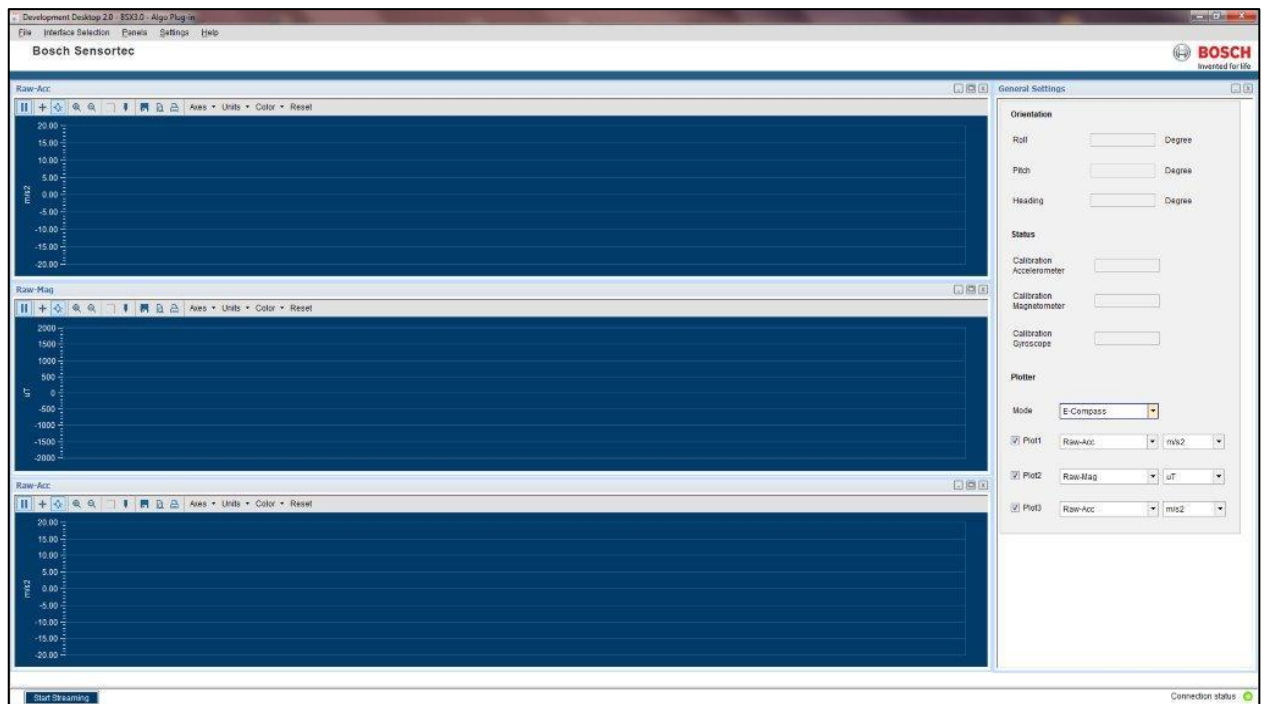 Development Desktop 2.0 - BSX3.0 - Algo Plug-in
File Interface Selection Panels Settings Help
Bosch Sensortec
BOSCH
Invented for life
Raw-Acc
Axes Units Color Reset
20.00
15.00
10.00
5.00
0.00
-5.00
-10.00
-15.00
-20.00
m/s2
Raw-Mag
Axes Units Color Reset
2000
1500
1000
500
0
-500
-1000
-1500
-2000
uT
Raw-Acc
Axes Units Color Reset
20.00
15.00
10.00
5.00
0.00
-5.00
-10.00
-15.00
-20.00
m/s2
General Settings
Orientation
Roll Degree
Pitch Degree
Heading Degree
Status
Calibration
Accelerometer
Calibration
Magnetometer
Calibration
Gyroscope
Plotter
Mode E-Compass
Plot1 Raw-Acc m/s2
Plot2 Raw-Mag uT
Plot3 Raw-Acc m/s2
Start Streaming
Connection status